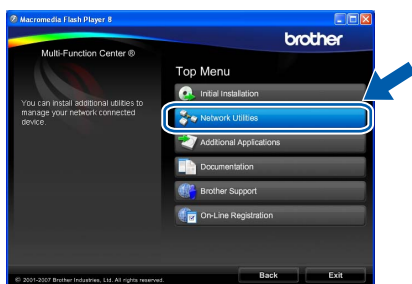 Macromedia Flash Player 8
brother
Multi-Function Center ®
Top Menu
You can install additional utilities to
manage your network connected
device.
Initial Installation
Network Utilities
Additional Applications
Documentation
Brother Support
On-Line Registration
© 2001-2007 Brother Industries, Ltd. All rights reserved.
Back
Exit